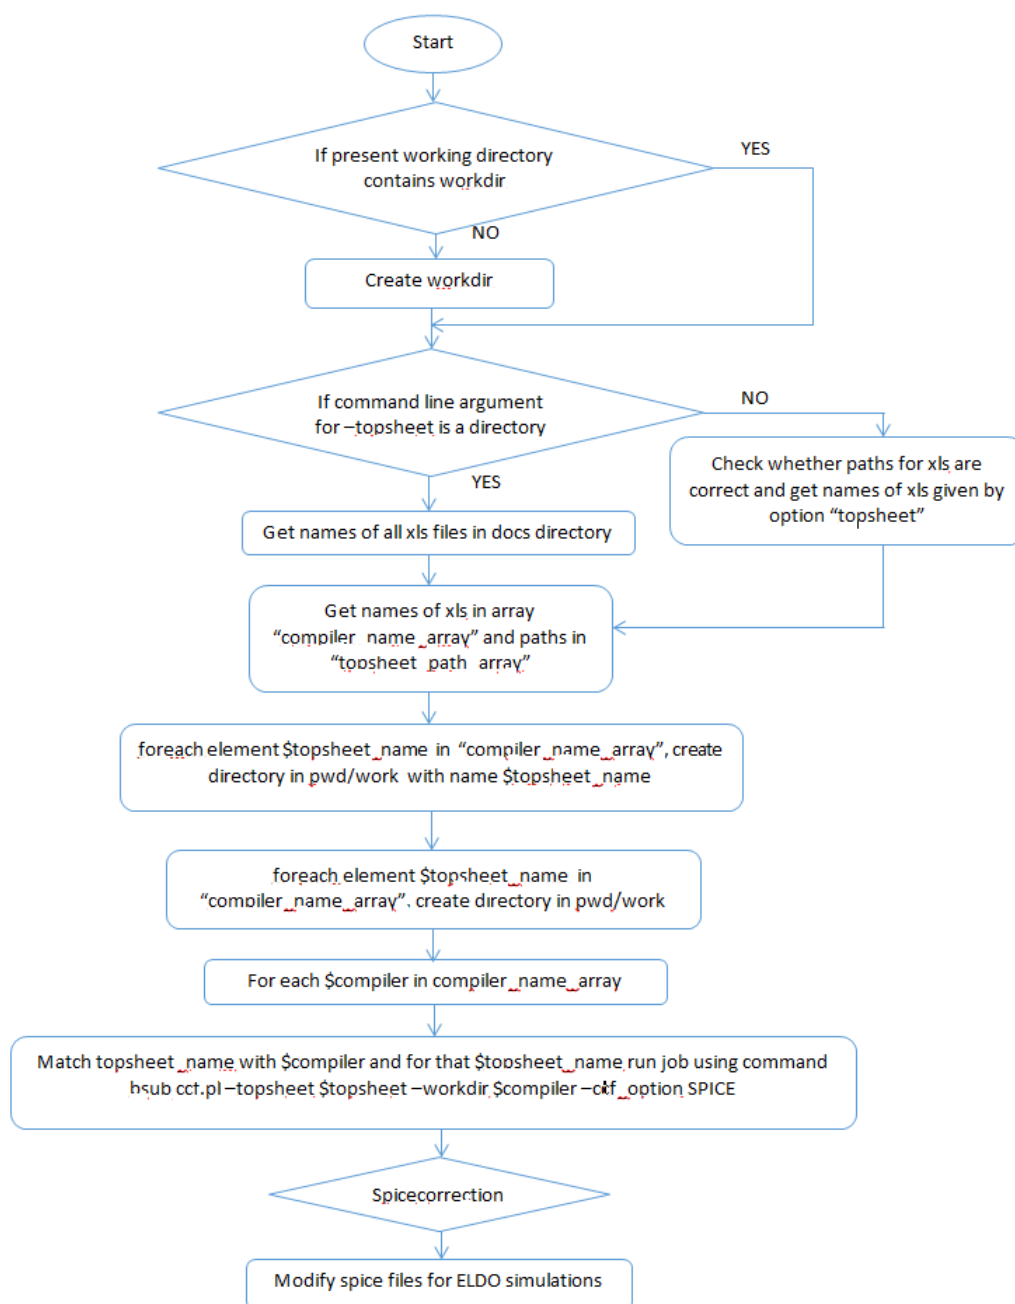 Start
If present working directory
contains workdir
YES
NO
Create workdir
If command line argument
for –topsheet is a directory
NO
YES
Check whether paths for xls are
correct and get names of xls given by
option “topsheet”
Get names of all xls files in docs directory
Get names of xls in array
“compiler_name_array” and paths in
“topsheet_path_array”
foreach element $topsheet_name in “compiler_name_array”, create
directory in pwd/work with name $topsheet_name
foreach element $topsheet_name in
“compiler_name_array”, create directory in pwd/work
For each $compiler in compiler_name_array
Match topsheet_name with $compiler and for that $topsheet_name run job using command
bsub cct.pl –topsheet $topsheet –workdir $compiler –ctf_option SPICE
Spicecorrection
Modify spice files for ELDO simulations